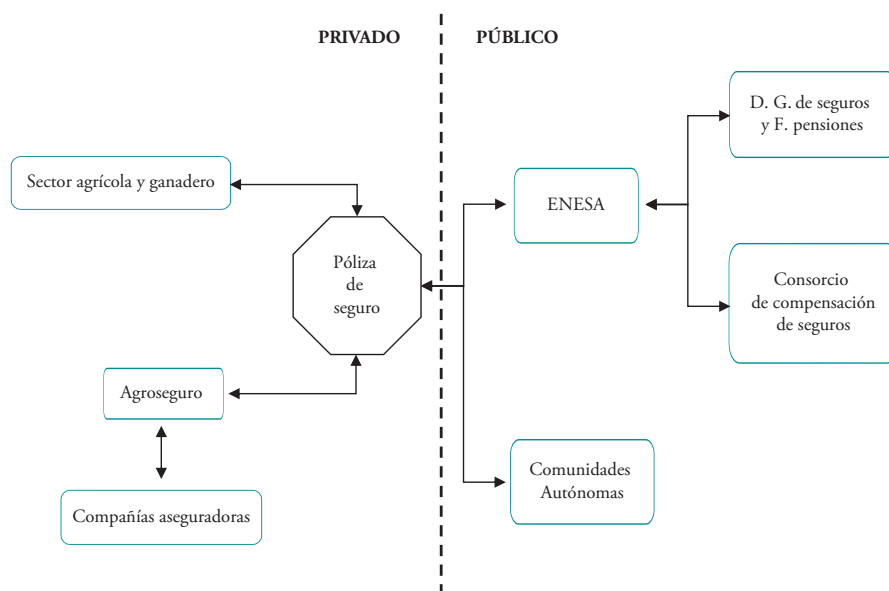 PRIVADO
PÚBLICO
D. G. de seguros
y F. pensiones
Sector agrícola y ganadero
ENESA
Póliza
de
seguro
Consorcio
de compensación
de seguros
Agroseguro
Comunidades
Autónomas
Compañías aseguradoras